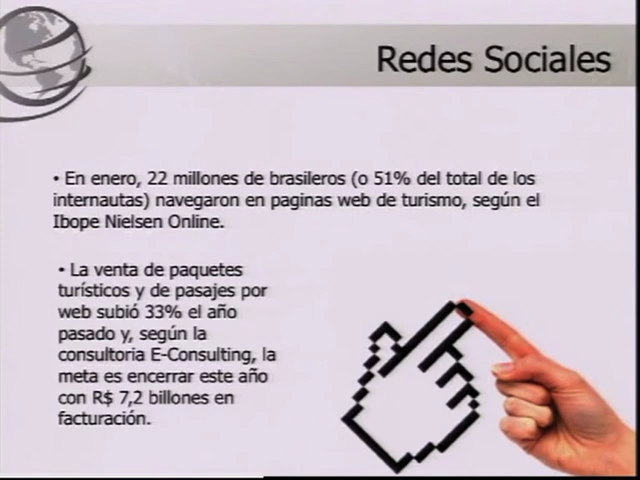 Redes Sociales
• En enero, 22 millones de brasileros (o 51% del total de los
internautas) navegaron en paginas web de turismo, según el
Ibope Nielsen Online.
• La venta de paquetes
turísticos y de pasajes por
web subió 33% el año
pasado y, según la
consultoria E-Consulting, la
meta es encerrar este año
con R$ 7,2 billones en
facturación.